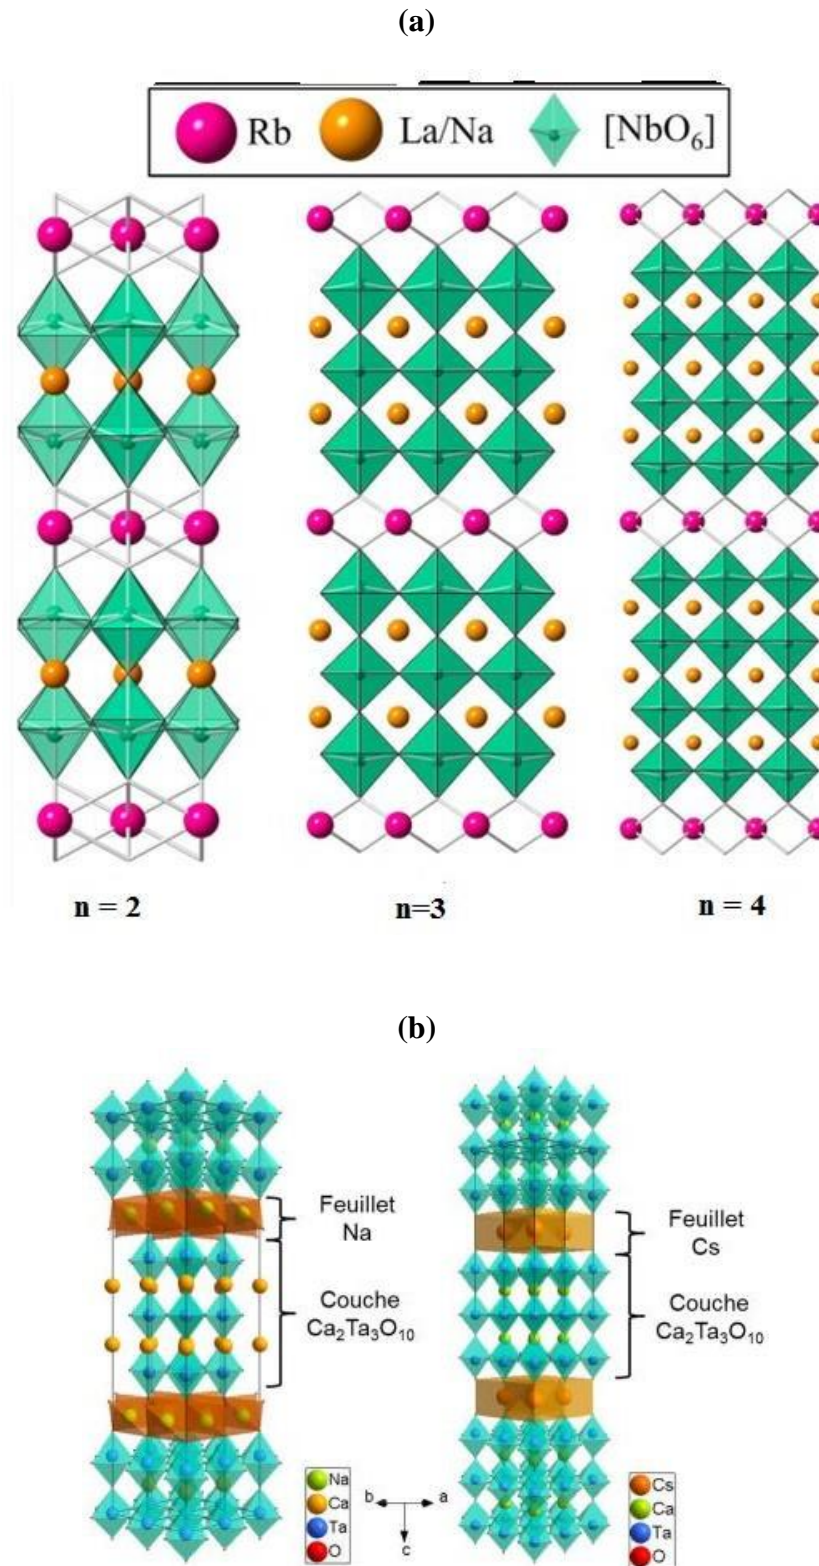 (a)
Rb La/Na [NbO₆]
n = 2 n=3 n = 4
(b)
Feuillet
Na
Couche
Ca₂Ta₃O₁₀
Feuillet
Cs
Couche
Ca₂Ta₃O₁₀
Na
Ca
Ta
O
b a
c
Cs
Ca
Ta
O